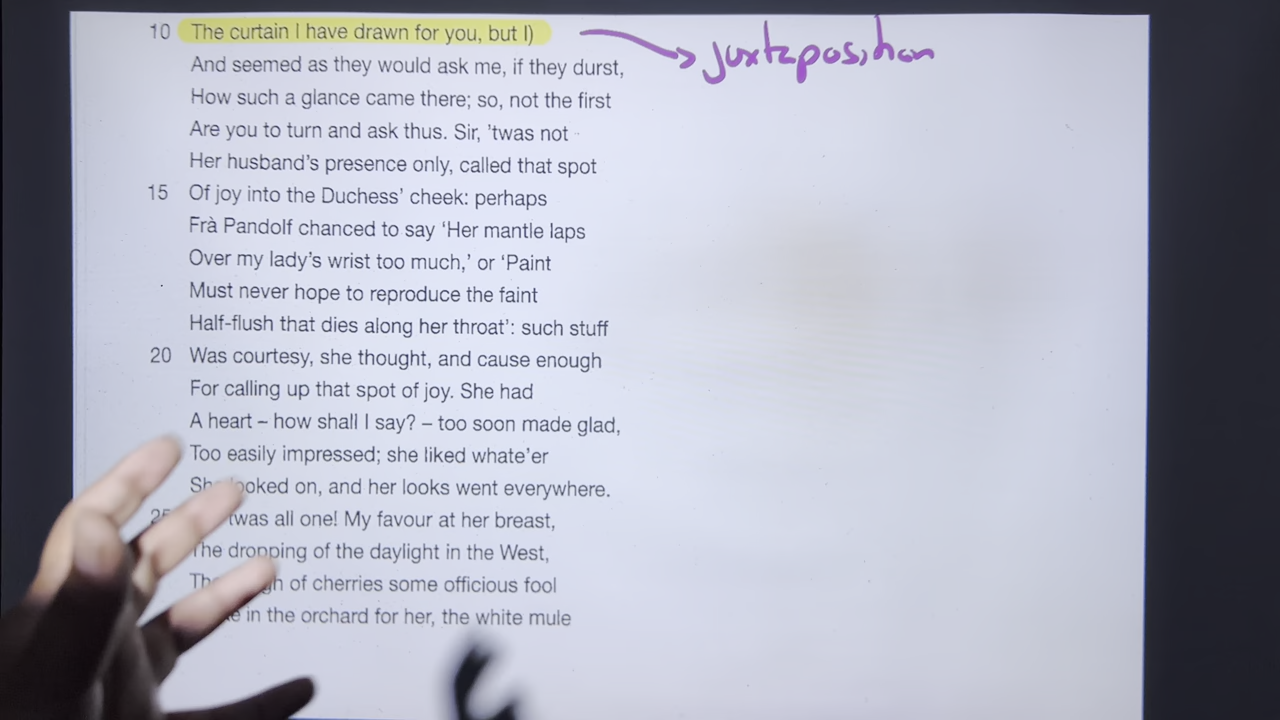 10 The curtain I have drawn for you, but I)
juxtaposition
And seemed as they would ask me, if they durst,
How such a glance came there; so, not the first
Are you to turn and ask thus. Sir, ’twas not
Her husband’s presence only, called that spot
15 Of joy into the Duchess’ cheek: perhaps
Frà Pandolf chanced to say ‘Her mantle laps
Over my lady’s wrist too much,’ or ‘Paint
Must never hope to reproduce the faint
Half-flush that dies along her throat’: such stuff
20 Was courtesy, she thought, and cause enough
For calling up that spot of joy. She had
A heart – how shall I say? – too soon made glad,
Too easily impressed; she liked whate’er
looked on, and her looks went everywhere.
’twas all one! My favour at her breast,
The dropping of the daylight in the West,
of cherries some officious fool
in the orchard for her, the white mule